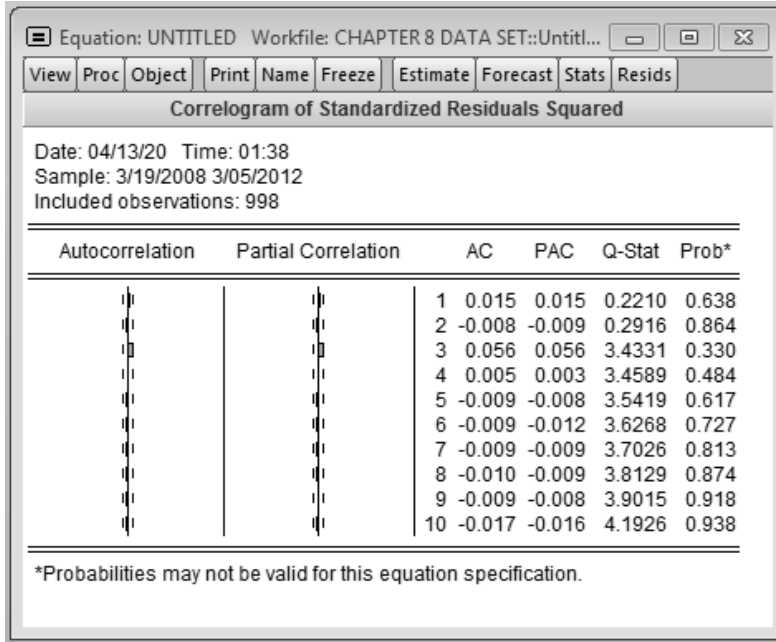 Equation: UNTITLED Workfile: CHAPTER 8 DATA SET::Untitl...
View Proc Object Print Name Freeze Estimate Forecast Stats Resids
Correlogram of Standardized Residuals Squared
Date: 04/13/20 Time: 01:38
Sample: 3/19/2008 3/05/2012
Included observations: 998
Autocorrelation Partial Correlation AC PAC Q-Stat Prob*
1 0.015 0.015 0.2210 0.638
2 -0.008 -0.009 0.2916 0.864
3 0.056 0.056 3.4331 0.330
4 0.005 0.003 3.4589 0.484
5 -0.009 -0.008 3.5419 0.617
6 -0.009 -0.012 3.6268 0.727
7 -0.009 -0.009 3.7026 0.813
8 -0.010 -0.009 3.8129 0.874
9 -0.009 -0.008 3.9015 0.918
10 -0.017 -0.016 4.1926 0.938
*Probabilities may not be valid for this equation specification.